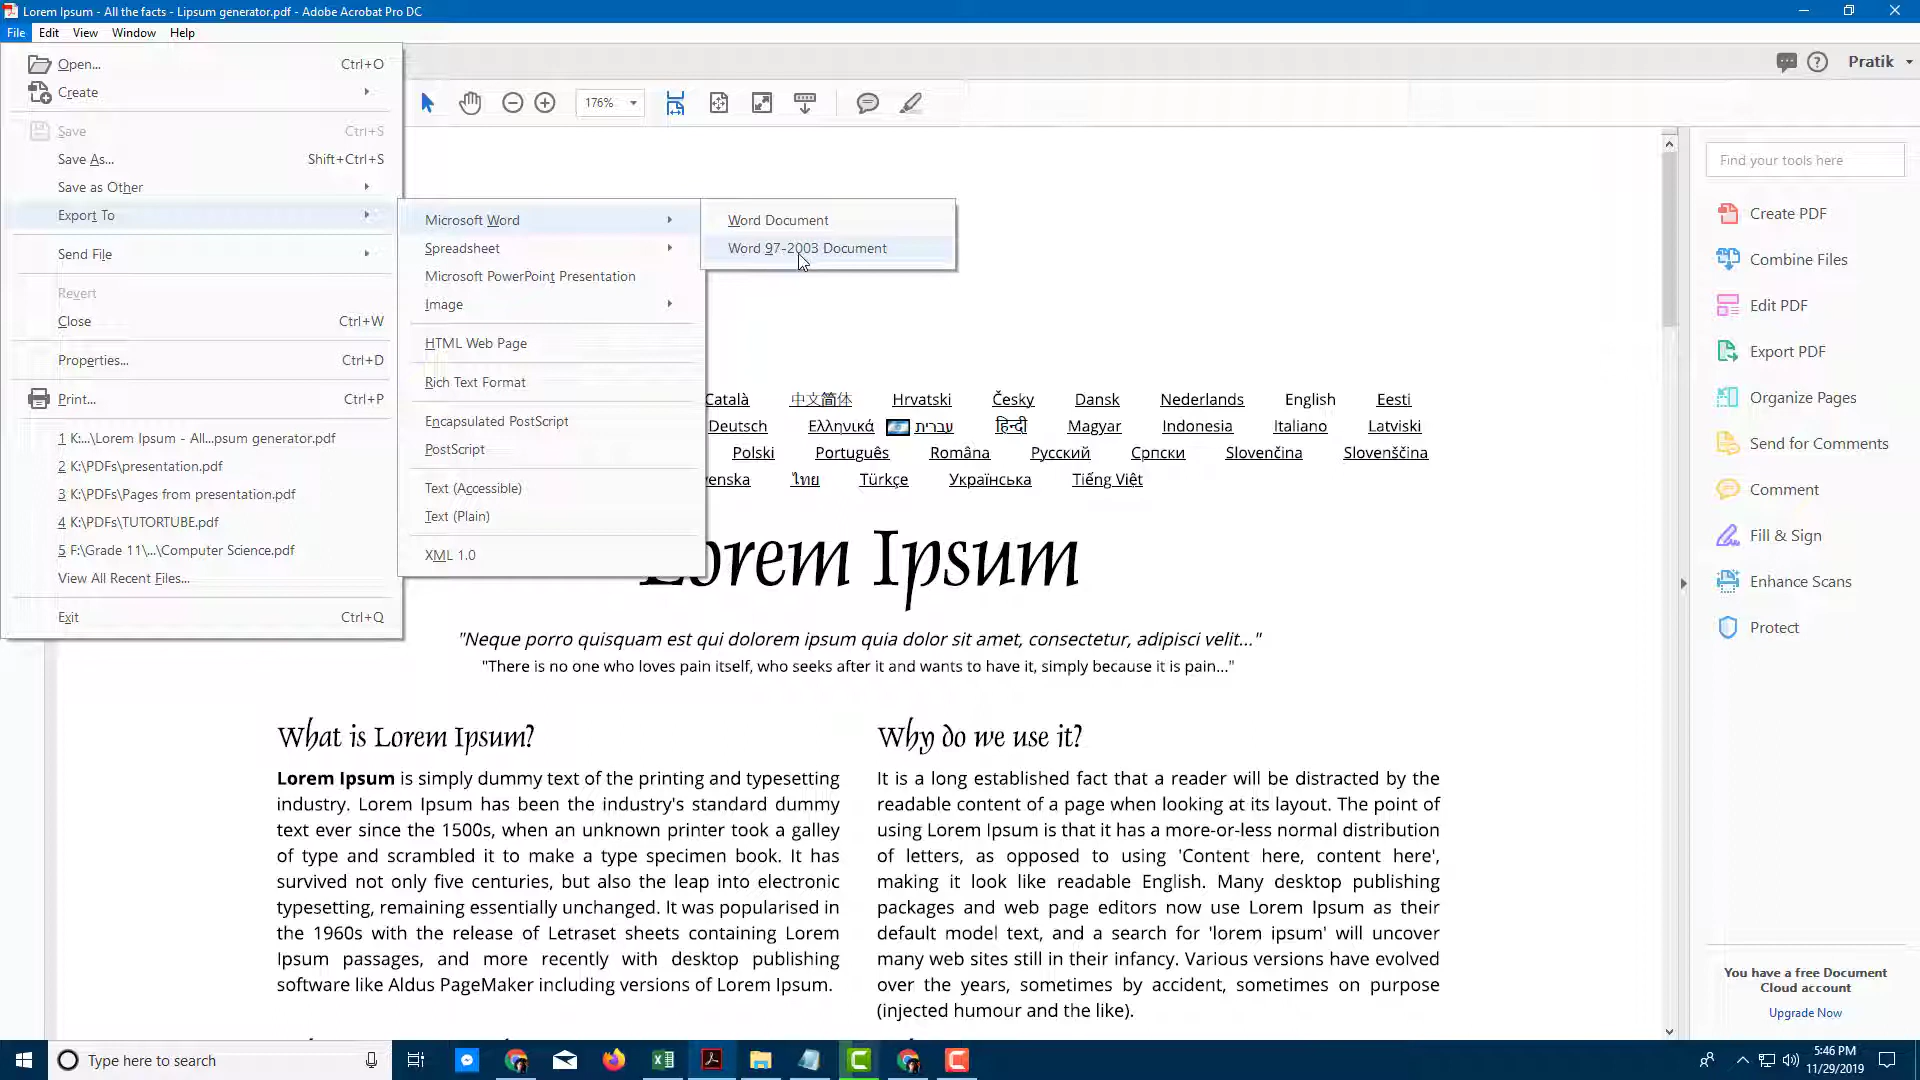 Lorem Ipsum - All the facts - Lipsum generator.pdf - Adobe Acrobat Pro DC
File Edit View Window Help
Open... Ctrl+O
Create
Save Ctrl+S
Save As... Shift+Ctrl+S
Save as Other
Export To
Send File
Revert
Close Ctrl+W
Properties... Ctrl+D
Print... Ctrl+P
1 K:...\Lorem Ipsum - All...psum generator.pdf
2 K:\PDFs\presentation.pdf
3 K:\PDFs\Pages from presentation.pdf
4 K:\PDFs\TUTORTUBE.pdf
5 F:\Grade 11\...\Computer Science.pdf
View All Recent Files...
Exit Ctrl+Q
Microsoft Word
Spreadsheet
Microsoft PowerPoint Presentation
Image
HTML Web Page
Rich Text Format
Encapsulated PostScript
PostScript
Text (Accessible)
Text (Plain)
XML 1.0
Word Document
Word 97-2003 Document
176%
Pratik
Català 中文简体 Hrvatski Česky Dansk Nederlands English Eesti
Deutsch Ελληνικά עברית हिन्दी Magyar Indonesia Italiano Latviski
Polski Português Româna Русский Српски Slovenčina Slovenščina
venska ไทย Türkçe Українська Tiếng Việt
Lorem Ipsum
"Neque porro quisquam est qui dolorem ipsum quia dolor sit amet, consectetur, adipisci velit..."
"There is no one who loves pain itself, who seeks after it and wants to have it, simply because it is pain..."
What is Lorem Ipsum?
Lorem Ipsum is simply dummy text of the printing and typesetting
industry. Lorem Ipsum has been the industry's standard dummy
text ever since the 1500s, when an unknown printer took a galley
of type and scrambled it to make a type specimen book. It has
survived not only five centuries, but also the leap into electronic
typesetting, remaining essentially unchanged. It was popularised in
the 1960s with the release of Letraset sheets containing Lorem
Ipsum passages, and more recently with desktop publishing
software like Aldus PageMaker including versions of Lorem Ipsum.
Why do we use it?
It is a long established fact that a reader will be distracted by the
readable content of a page when looking at its layout. The point of
using Lorem Ipsum is that it has a more-or-less normal distribution
of letters, as opposed to using 'Content here, content here',
making it look like readable English. Many desktop publishing
packages and web page editors now use Lorem Ipsum as their
default model text, and a search for 'lorem ipsum' will uncover
many web sites still in their infancy. Various versions have evolved
over the years, sometimes by accident, sometimes on purpose
(injected humour and the like).
Find your tools here
Create PDF
Combine Files
Edit PDF
Export PDF
Organize Pages
Send for Comments
Comment
Fill & Sign
Enhance Scans
Protect
You have a free Document
Cloud account
Upgrade Now
Type here to search
5:46 PM
11/29/2019